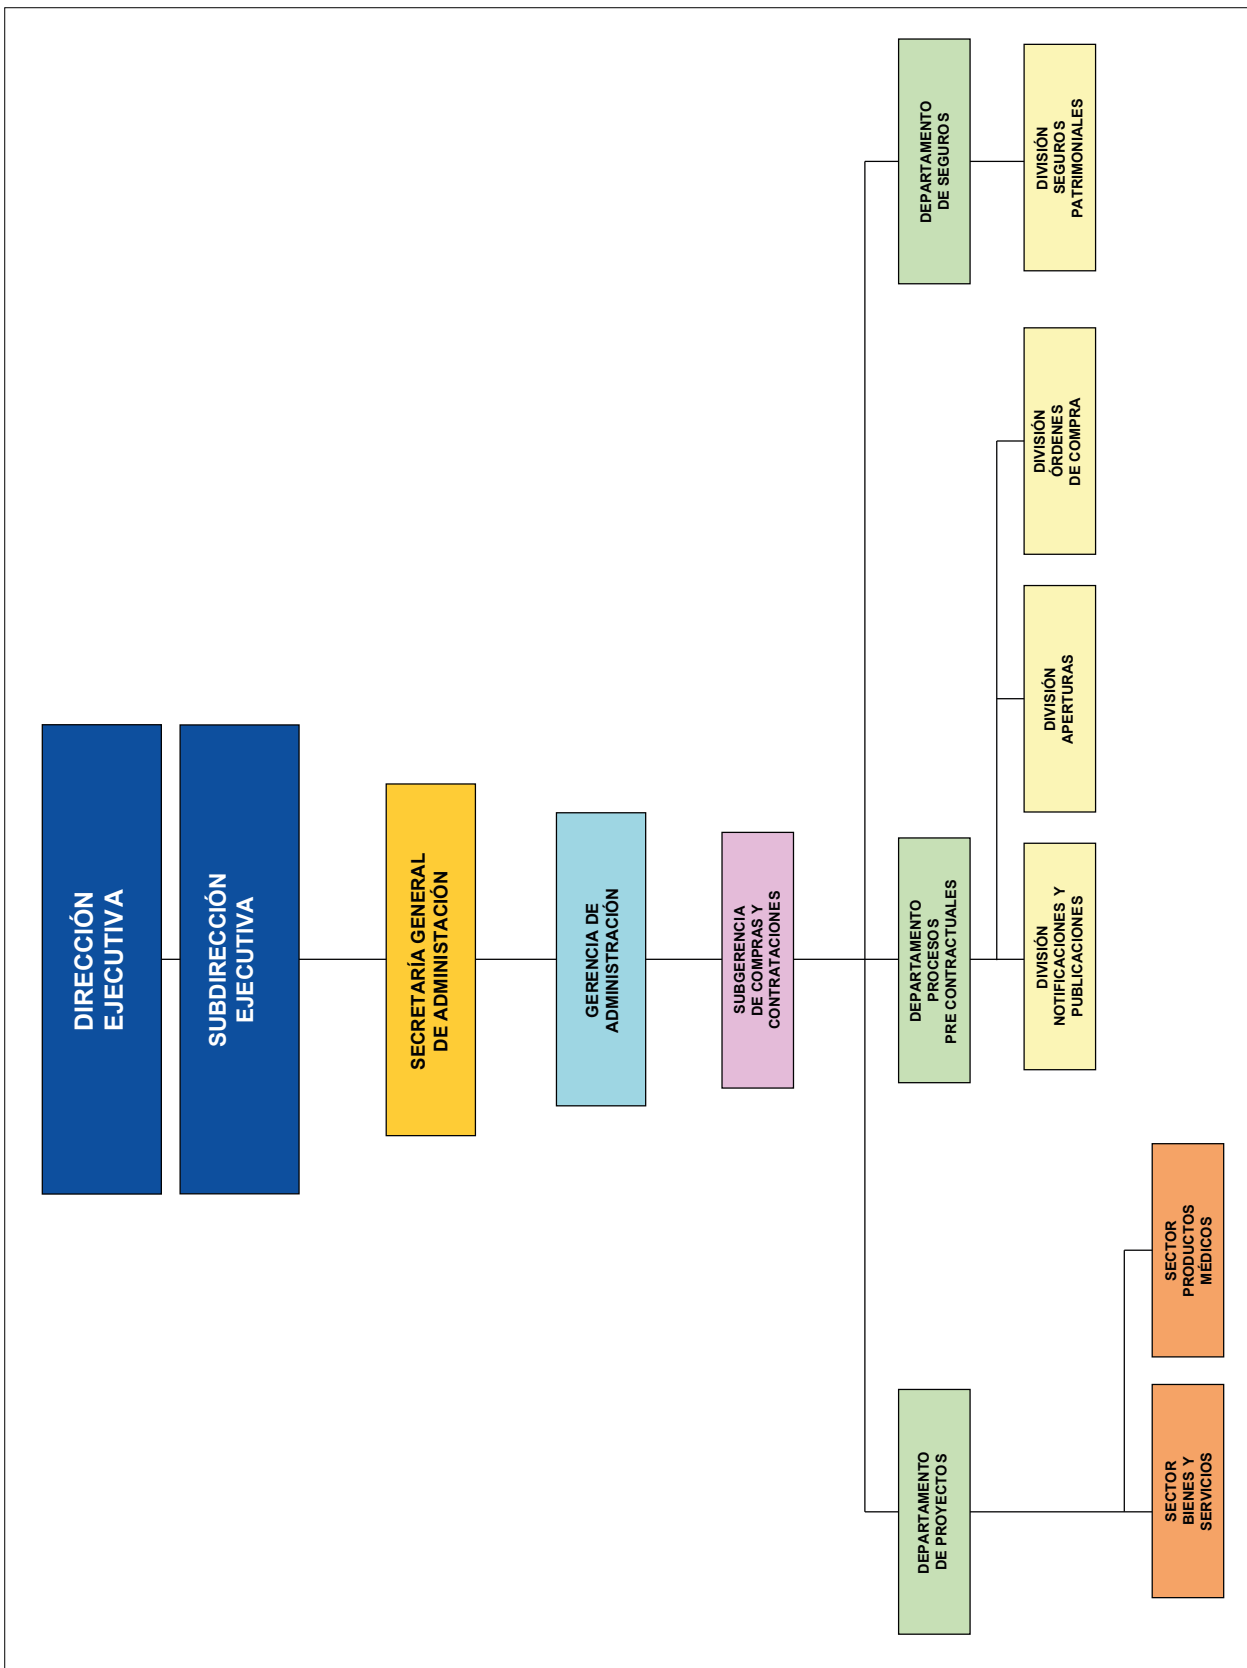 DIRECCIÓN
EJECUTIVA
SUBDIRECCIÓN
EJECUTIVA
SECRETARÍA GENERAL
DE ADMINISTACIÓN
GERENCIA DE
ADMINISTRACIÓN
SUBGERENCIA
DE COMPRAS Y
CONTRATACIONES
DEPARTAMENTO
DE PROYECTOS
DEPARTAMENTO
PROCESOS
PRE CONTRACTUALES
DEPARTAMENTO
DE SEGUROS
DIVISIÓN
NOTIFICACIONES Y
PUBLICACIONES
DIVISIÓN
APERTURAS
DIVISIÓN
ÓRDENES
DE COMPRA
DIVISIÓN
SEGUROS
PATRIMONIALES
SECTOR
BIENES Y
SERVICIOS
SECTOR
PRODUCTOS
MÉDICOS